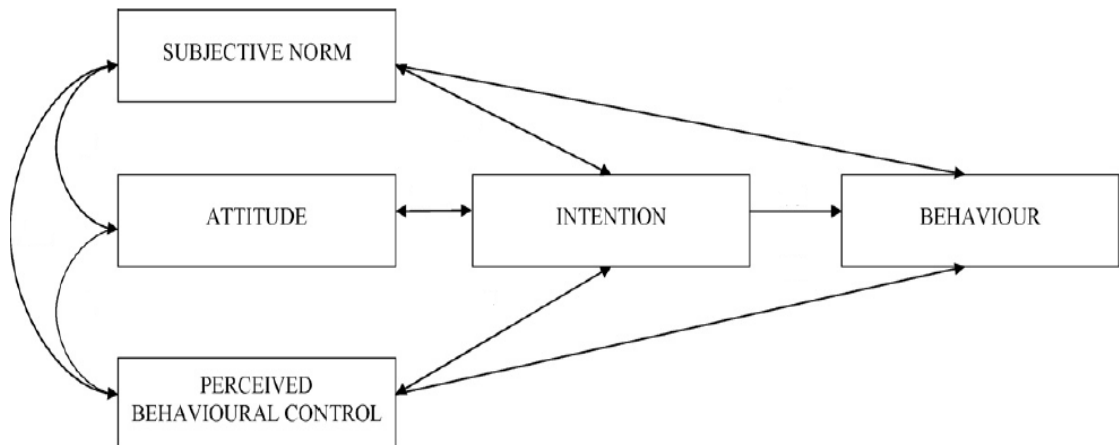 SUBJECTIVE NORM
ATTITUDE
INTENTION
BEHAVIOUR
PERCEIVED
BEHAVIOURAL CONTROL